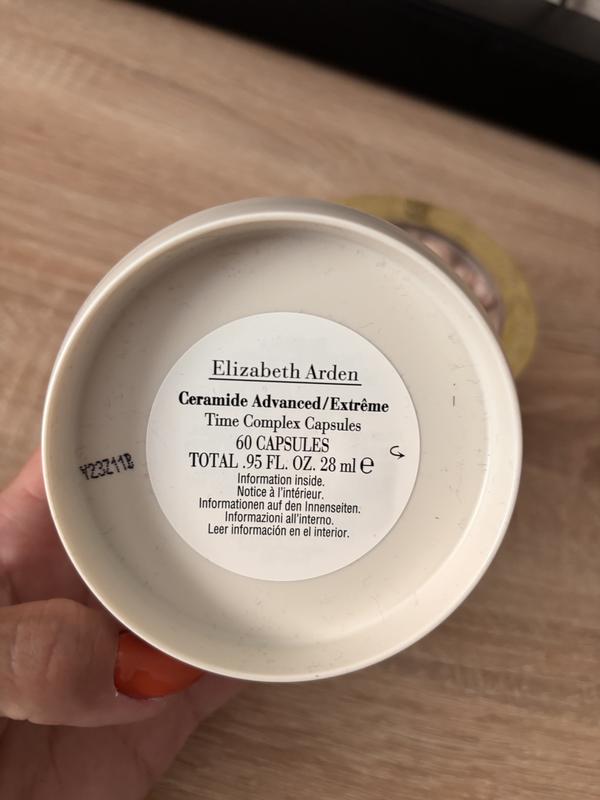 Elizabeth Arden
Ceramide Advanced/Extrême
Time Complex Capsules
60 CAPSULES
TOTAL .95 FL. OZ. 28 ml ℮
Information inside.
Notice à l'intérieur.
Informationen auf den Innenseiten.
Informazioni all'interno.
Leer información en el interior.
Y23Z11B